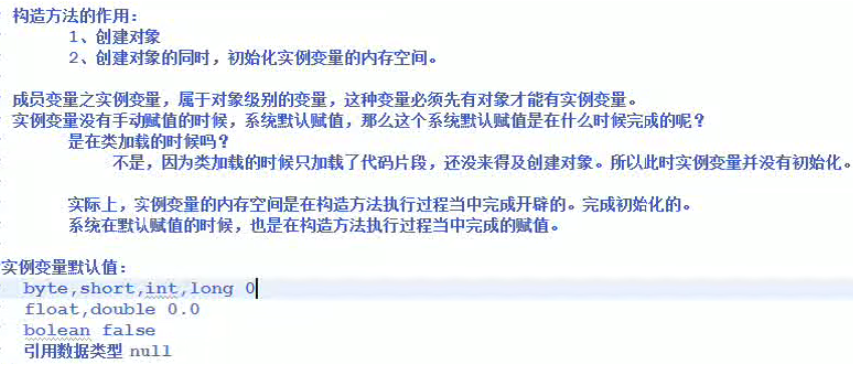 构造方法的作用：
1、创建对象
2、创建对象的同时，初始化实例变量的内存空间。
成员变量之实例变量，属于对象级别的变量，这种变量必须先有对象才能有实例变量。
实例变量没有手动赋值的时候，系统默认赋值，那么这个系统默认赋值是在什么时候完成的呢？
是在类加载的时候吗？
不是，因为类加载的时候只加载了代码片段，还没来得及创建对象。所以此时实例变量并没有初始化。
实际上，实例变量的内存空间是在构造方法执行过程当中完成开辟的。完成初始化的。
系统在默认赋值的时候，也是在构造方法执行过程当中完成的赋值。
实例变量默认值：
byte,short,int,long 0
float,double 0.0
bolean false
引用数据类型 null